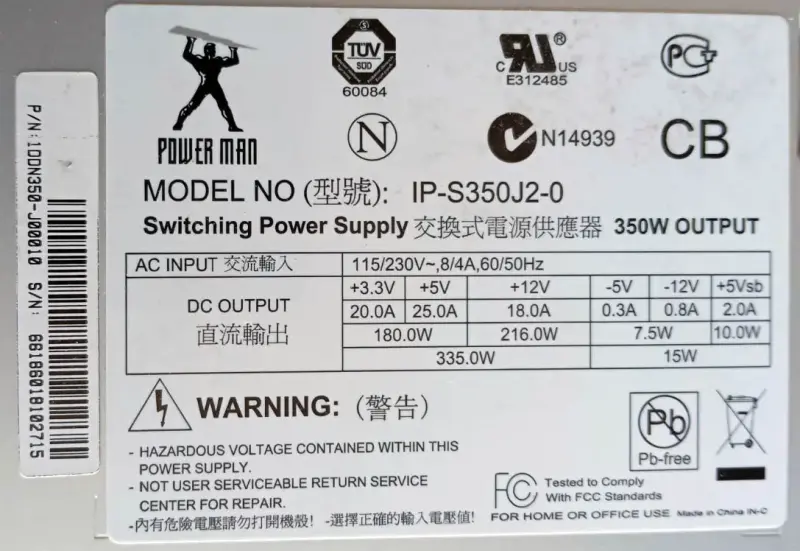 P/N:1DDN350-J00010 S/N: 6B1860181027​15
POWER MAN
TÜV
SÜD
60084
C RU US ®
E312485
N
N14939
CB
MODEL NO (型號): IP-S350J2-0
Switching Power Supply 交換式電源供應器 350W OUTPUT
AC INPUT 交流輸入 115/230V~,8/4A,60/50Hz
DC OUTPUT 直流輸出
+3.3V +5V +12V -5V -12V +5Vsb
20.0A 25.0A 18.0A 0.3A 0.8A 2.0A
180.0W 216.0W 7.5W 10.0W
335.0W 15W
WARNING: (警告)
- HAZARDOUS VOLTAGE CONTAINED WITHIN THIS
POWER SUPPLY.
- NOT USER SERVICEABLE RETURN SERVICE
CENTER FOR REPAIR.
-內有危險電壓請勿打開機殼! -選擇正確的輸入電壓值!
Pb
Pb-free
FC Tested to Comply
With FCC Standards
FOR HOME OR OFFICE USE Made in China IN-C